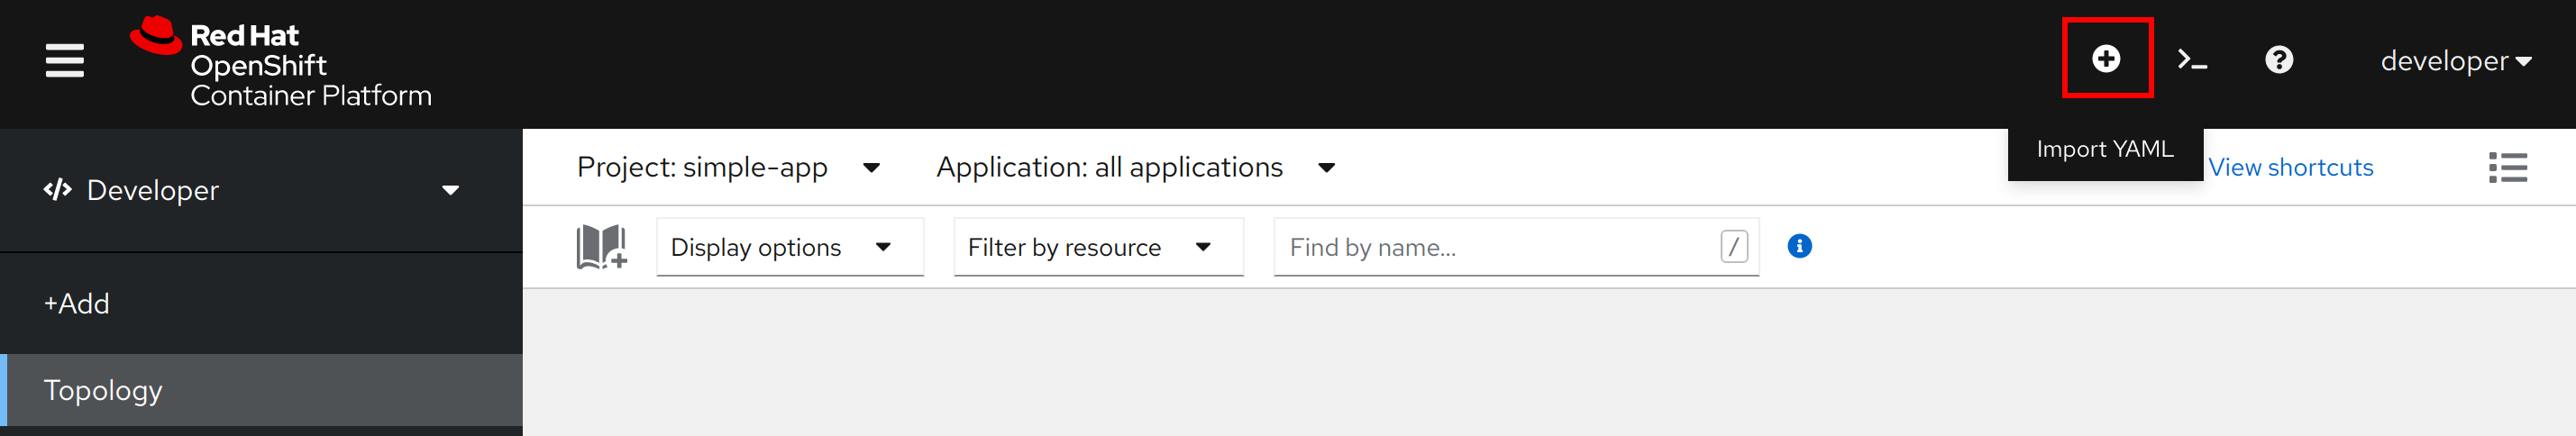 Red Hat
OpenShift
Container Platform
developer
Import YAML
Developer
Project: simple-app
Application: all applications
View shortcuts
Display options
Filter by resource
Find by name...
/
+Add
Topology